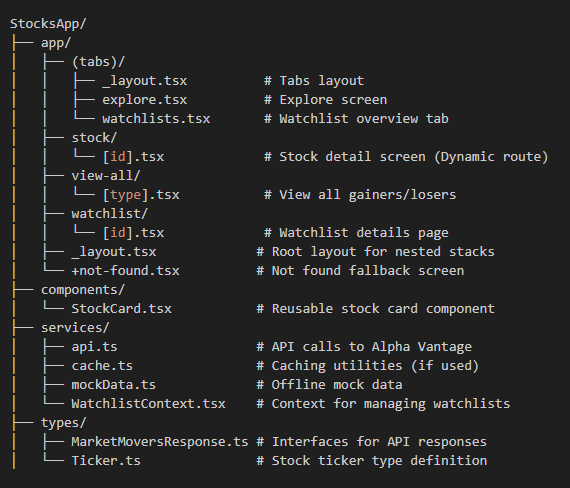 StocksApp/
├── app/
│   ├── (tabs)/
│   │   ├── _layout.tsx          # Tabs layout
│   │   ├── explore.tsx          # Explore screen
│   │   └── watchlists.tsx       # Watchlist overview tab
│   ├── stock/
│   │   └── [id].tsx             # Stock detail screen (Dynamic route)
│   ├── view-all/
│   │   └── [type].tsx           # View all gainers/losers
│   ├── watchlist/
│   │   └── [id].tsx             # Watchlist details page
│   ├── _layout.tsx             # Root layout for nested stacks
│   └── +not-found.tsx          # Not found fallback screen
├── components/
│   └── StockCard.tsx           # Reusable stock card component
├── services/
│   ├── api.ts                  # API calls to Alpha Vantage
│   ├── cache.ts                # Caching utilities (if used)
│   ├── mockData.ts             # Offline mock data
│   └── WatchlistContext.tsx    # Context for managing watchlists
├── types/
│   ├── MarketMoversResponse.ts # Interfaces for API responses
│   └── Ticker.ts               # Stock ticker type definition